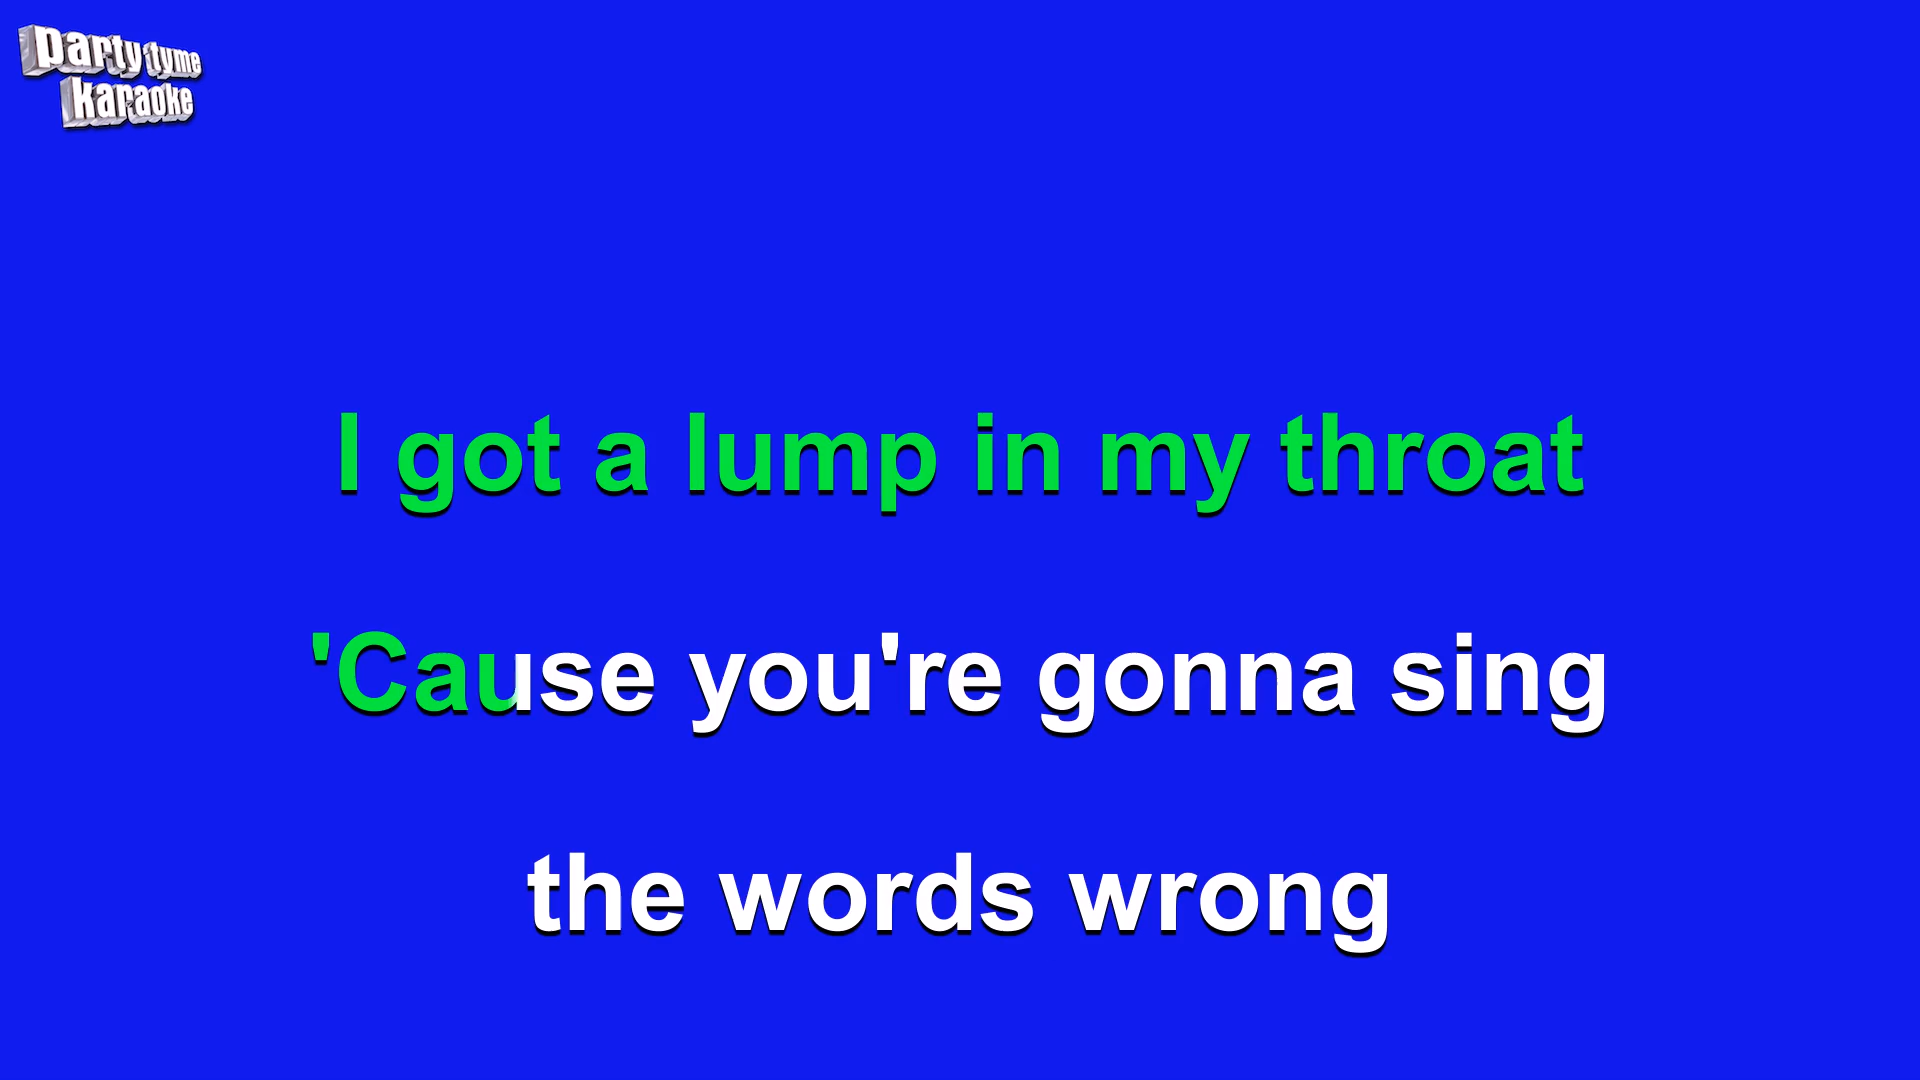 party tyme
karaoke
I got a lump in my throat
'Cause you're gonna sing
the words wrong